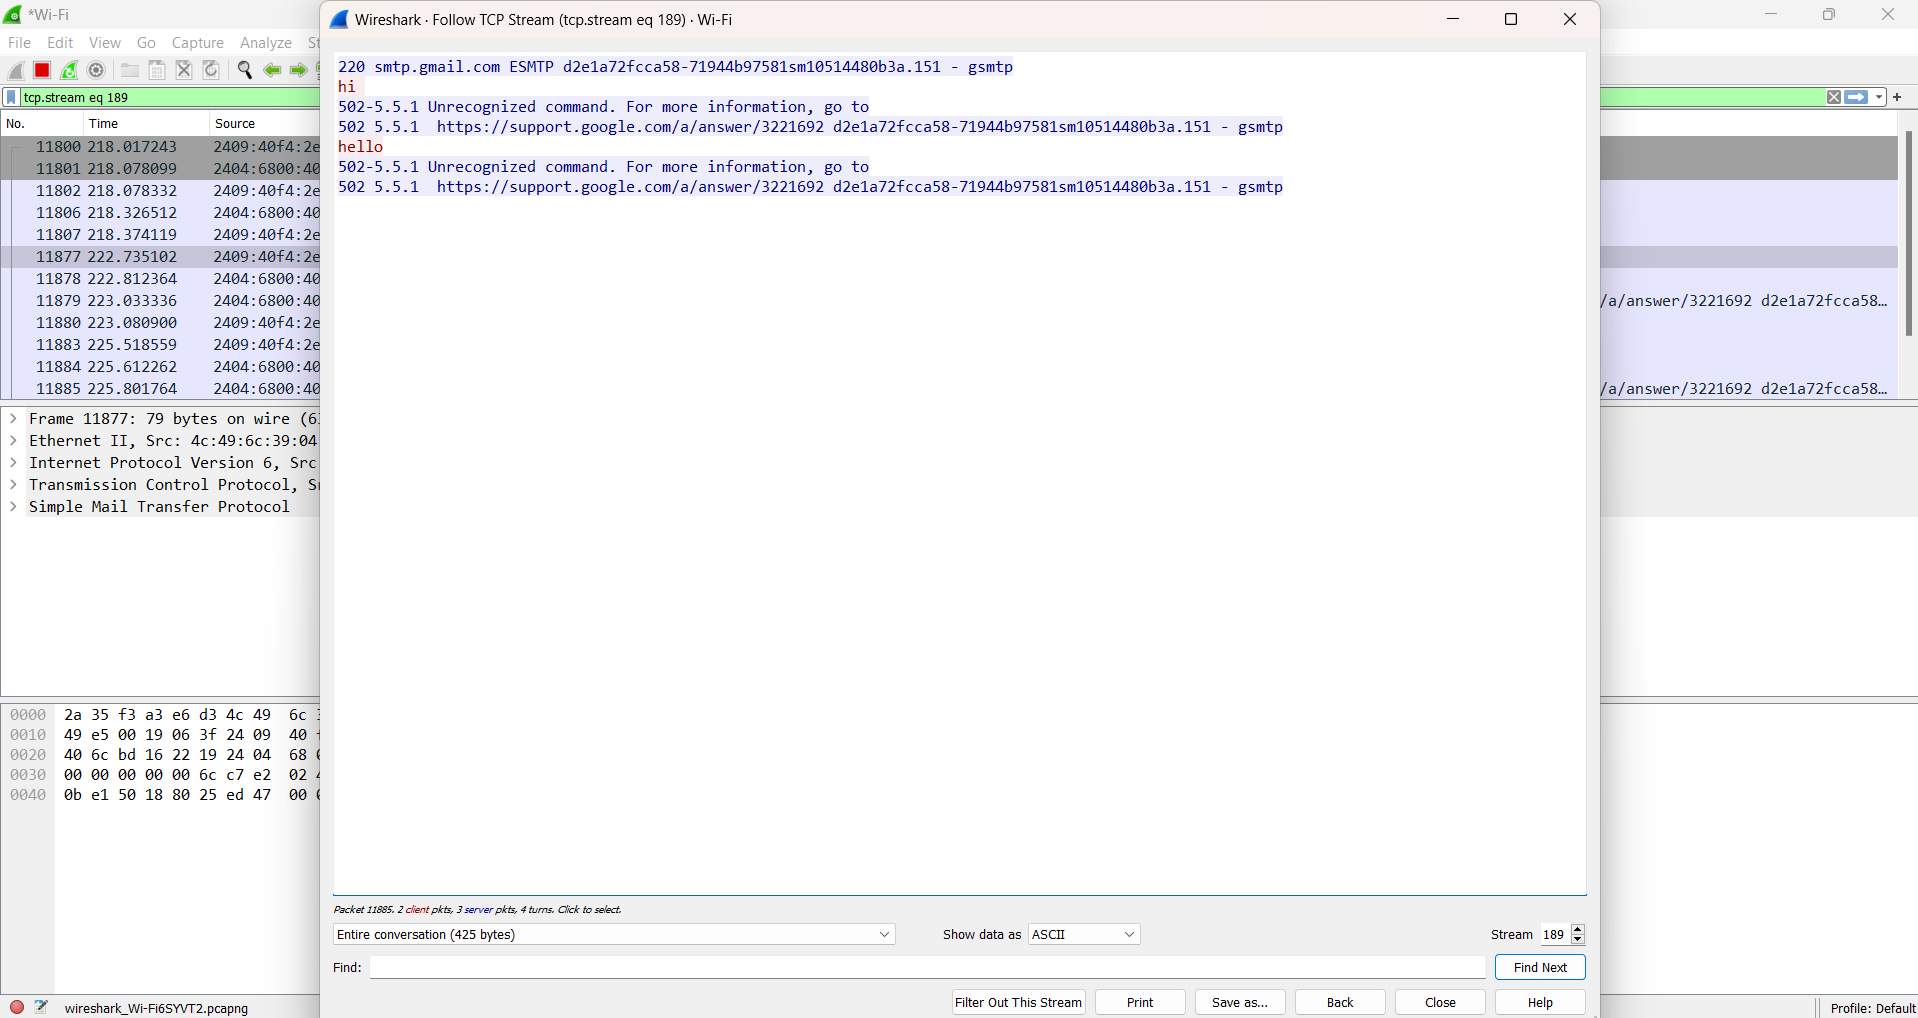 *Wi-Fi
File Edit View Go Capture Analyze St
tcp.stream eq 189
No. Time Source
11800 218.017243 2409:40f4:2e
11801 218.078099 2404:6800:40
11802 218.078332 2409:40f4:2e
11806 218.326512 2404:6800:40
11807 218.374119 2409:40f4:2e
11877 222.735102 2409:40f4:2e
11878 222.812364 2404:6800:40
11879 223.033336 2404:6800:40
/a/answer/3221692 d2e1a72fcca58…
11880 223.080900 2409:40f4:2e
11883 225.518559 2409:40f4:2e
11884 225.612262 2404:6800:40
11885 225.801764 2404:6800:40
/a/answer/3221692 d2e1a72fcca58…
Frame 11877: 79 bytes on wire (63
Ethernet II, Src: 4c:49:6c:39:04
Internet Protocol Version 6, Src
Transmission Control Protocol, S
Simple Mail Transfer Protocol
0000 2a 35 f3 a3 e6 d3 4c 49 6c
0010 49 e5 00 19 06 3f 24 09 40
0020 40 6c bd 16 22 19 24 04 68
0030 00 00 00 00 00 6c c7 e2 02
0040 0b e1 50 18 80 25 ed 47 00
wireshark_Wi-Fi6SYVT2.pcapng
Profile: Default
Wireshark · Follow TCP Stream (tcp.stream eq 189) · Wi-Fi
220 smtp.gmail.com ESMTP d2e1a72fcca58-71944b97581sm10514480b3a.151 - gsmtp
hi
502-5.5.1 Unrecognized command. For more information, go to
502 5.5.1  https://support.google.com/a/answer/3221692 d2e1a72fcca58-71944b97581sm10514480b3a.151 - gsmtp
hello
502-5.5.1 Unrecognized command. For more information, go to
502 5.5.1  https://support.google.com/a/answer/3221692 d2e1a72fcca58-71944b97581sm10514480b3a.151 - gsmtp
Packet 11885. 2 client pkts, 3 server pkts, 4 turns. Click to select.
Entire conversation (425 bytes) Show data as ASCII Stream 189
Find: Find Next
Filter Out This Stream Print Save as... Back Close Help